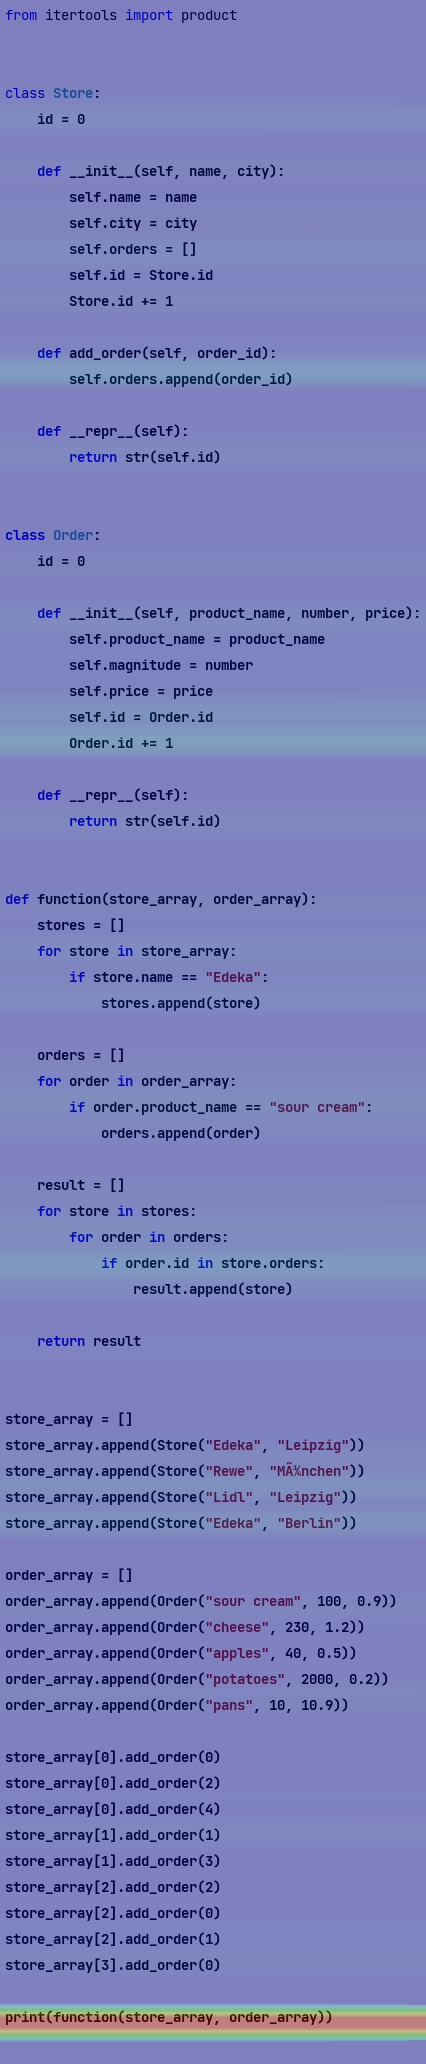 from itertools import product
class Store:
    id = 0
    def __init__(self, name, city):
        self.name = name
        self.city = city
        self.orders = []
        self.id = Store.id
        Store.id += 1
    def add_order(self, order_id):
        self.orders.append(order_id)
    def __repr__(self):
        return str(self.id)
class Order:
    id = 0
    def __init__(self, product_name, number, price):
        self.product_name = product_name
        self.magnitude = number
        self.price = price
        self.id = Order.id
        Order.id += 1
    def __repr__(self):
        return str(self.id)
def function(store_array, order_array):
    stores = []
    for store in store_array:
        if store.name == "Edeka":
            stores.append(store)
    orders = []
    for order in order_array:
        if order.product_name == "sour cream":
            orders.append(order)
    result = []
    for store in stores:
        for order in orders:
            if order.id in store.orders:
                result.append(store)
    return result
store_array = []
store_array.append(Store("Edeka", "Leipzig"))
store_array.append(Store("Rewe", "MÃ¼nchen"))
store_array.append(Store("Lidl", "Leipzig"))
store_array.append(Store("Edeka", "Berlin"))
order_array = []
order_array.append(Order("sour cream", 100, 0.9))
order_array.append(Order("cheese", 230, 1.2))
order_array.append(Order("apples", 40, 0.5))
order_array.append(Order("potatoes", 2000, 0.2))
order_array.append(Order("pans", 10, 10.9))
store_array[0].add_order(0)
store_array[0].add_order(2)
store_array[0].add_order(4)
store_array[1].add_order(1)
store_array[1].add_order(3)
store_array[2].add_order(2)
store_array[2].add_order(0)
store_array[2].add_order(1)
store_array[3].add_order(0)
print(function(store_array, order_array))